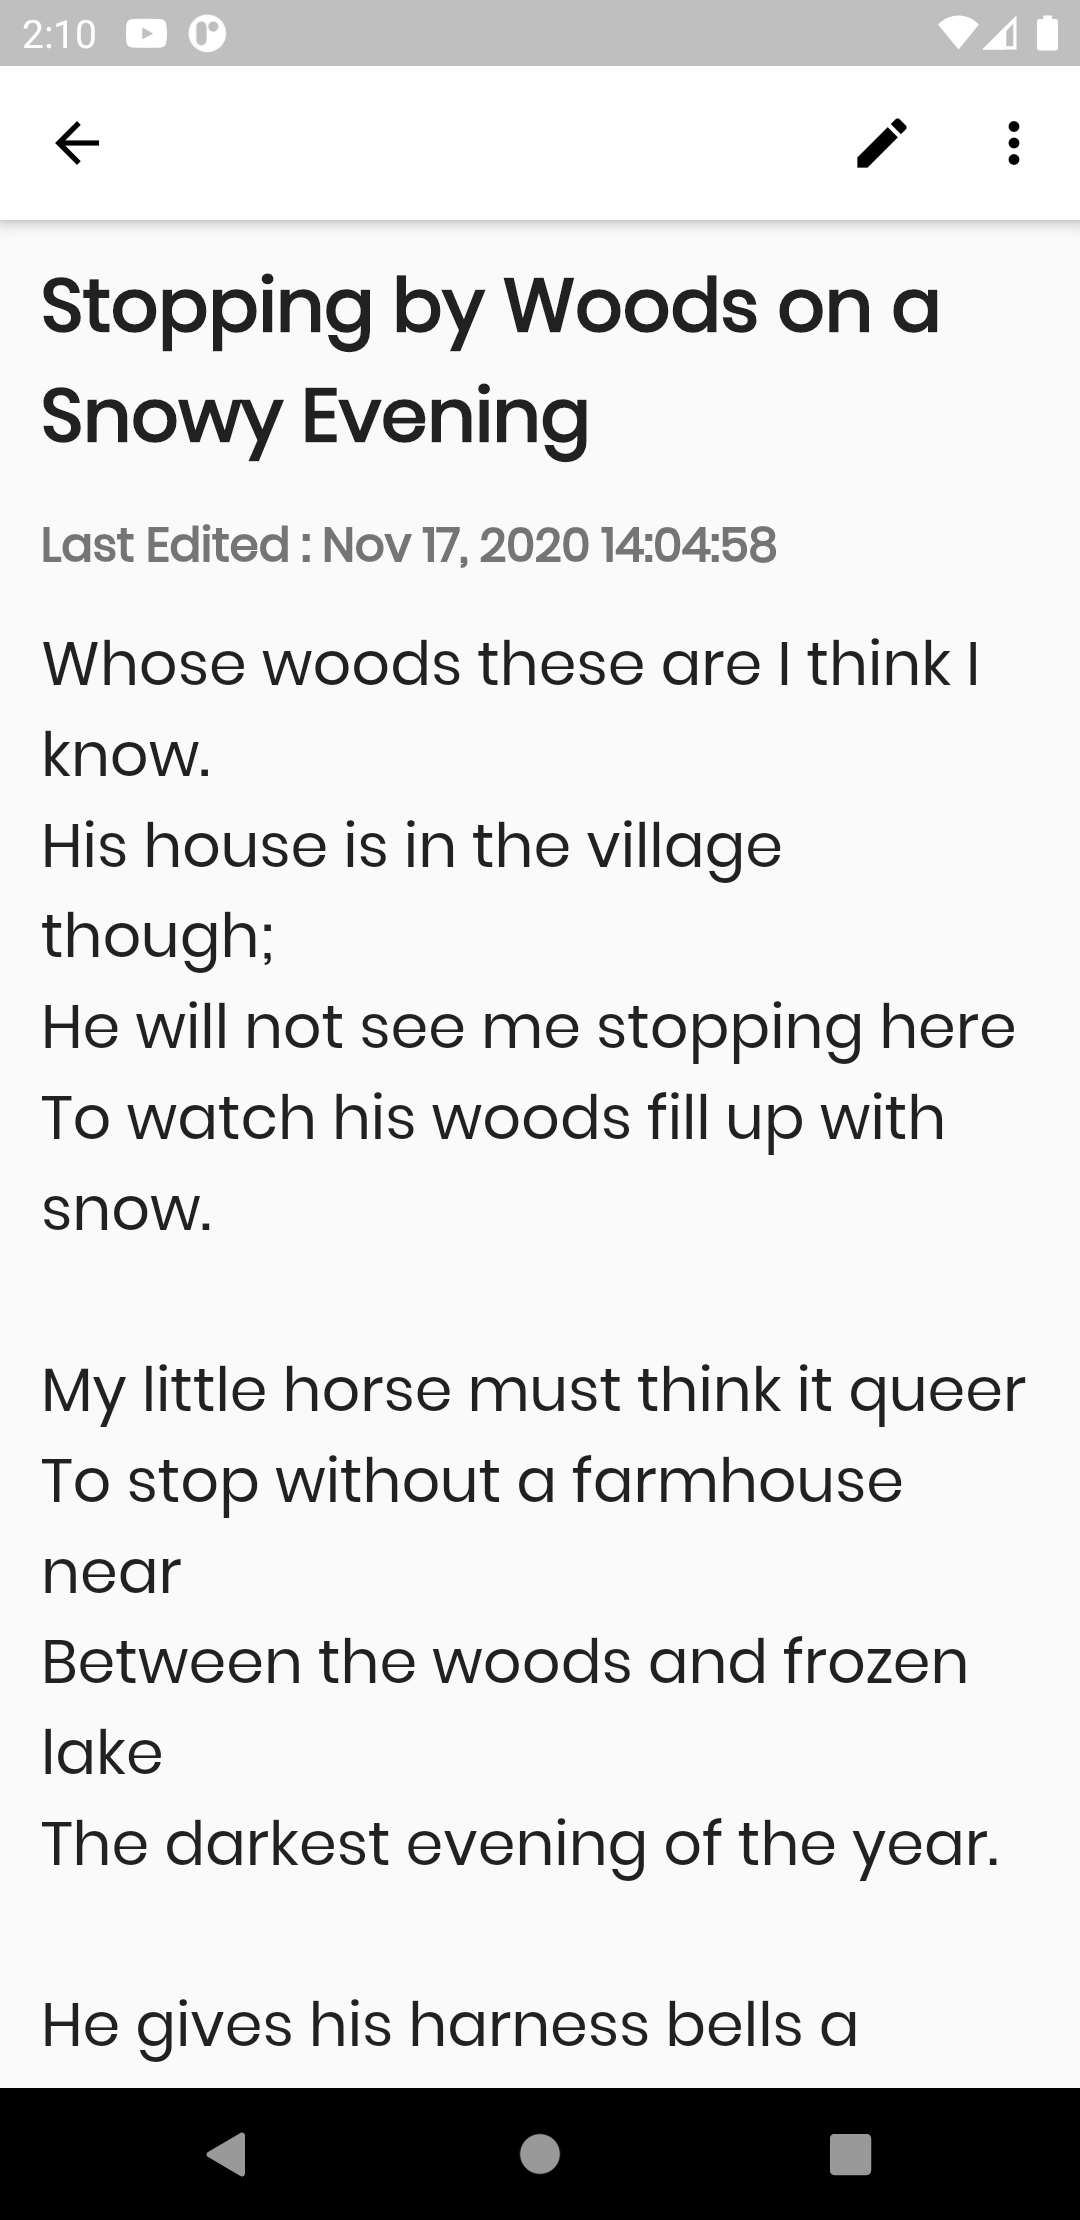 2:10
Stopping by Woods on a
Snowy Evening
Last Edited : Nov 17, 2020 14:04:58
Whose woods these are I think I
know.
His house is in the village
though;
He will not see me stopping here
To watch his woods fill up with
snow.
My little horse must think it queer
To stop without a farmhouse
near
Between the woods and frozen
lake
The darkest evening of the year.
He gives his harness bells a